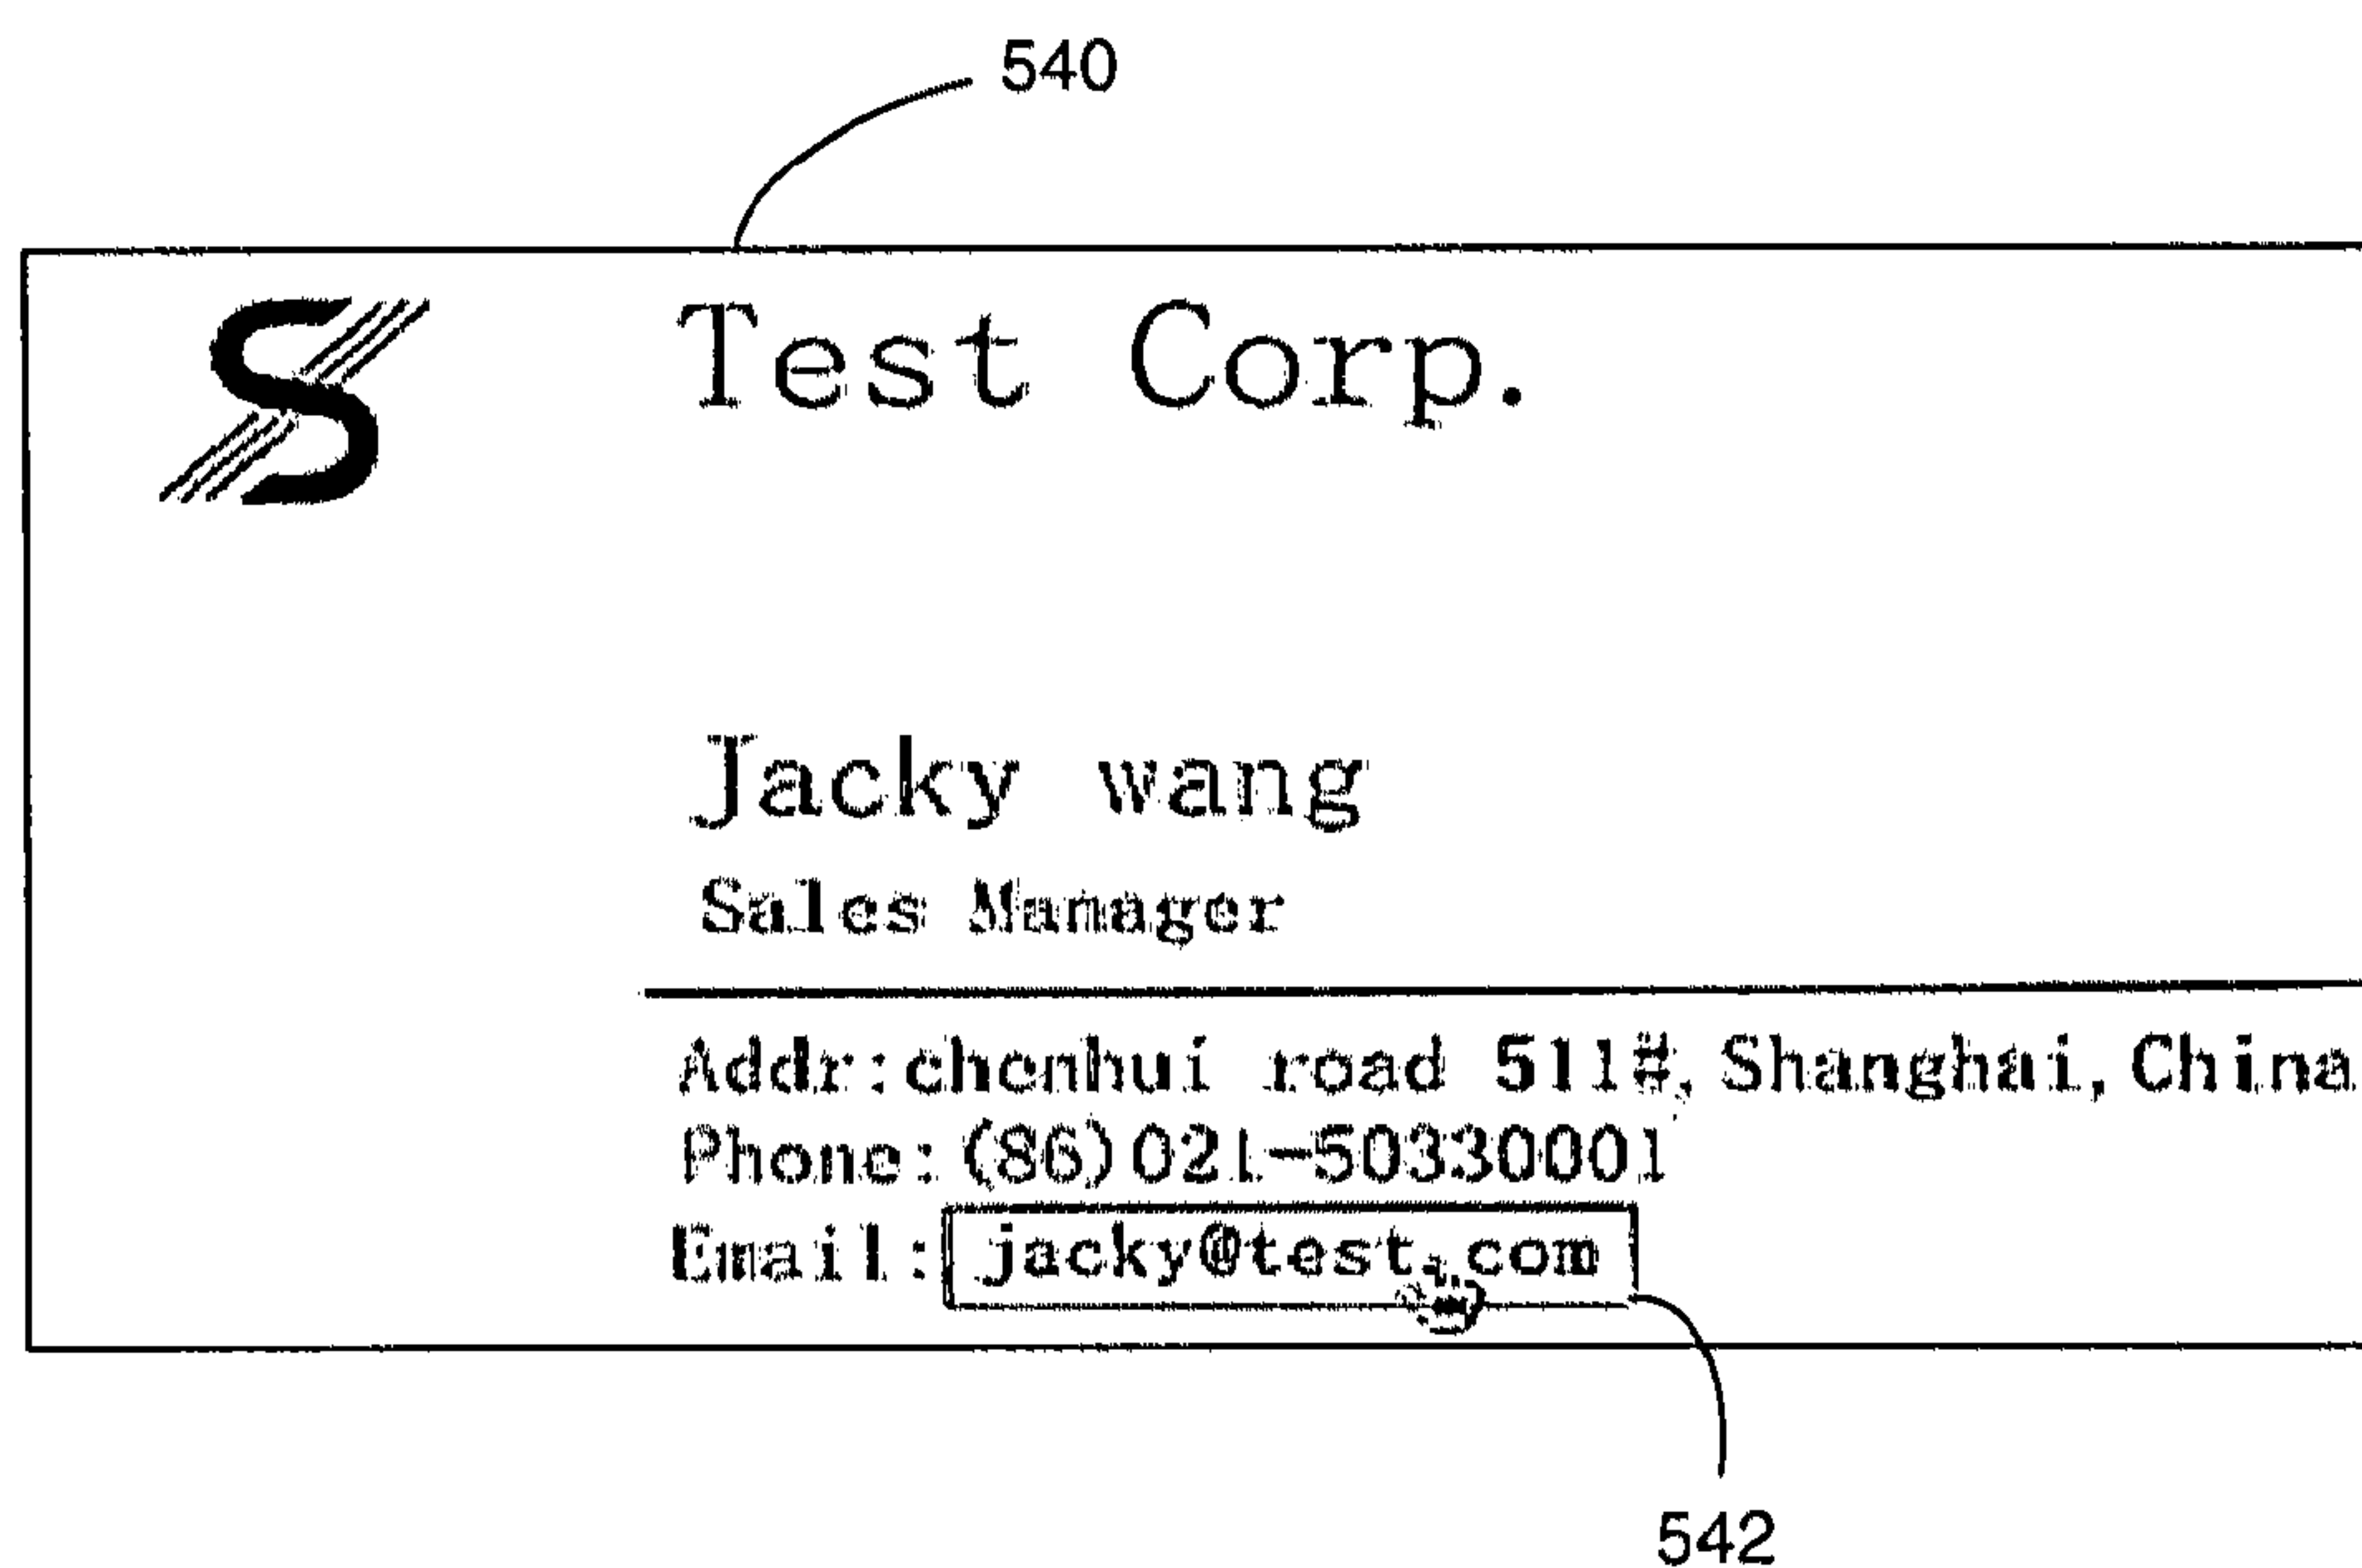 540
S
Test Corp.
Jacky wang
Sales Manager
Addr:chenhui road 511#,Shanghai,China
Phone:(86)021-50330001
Email:jacky@test.com
542